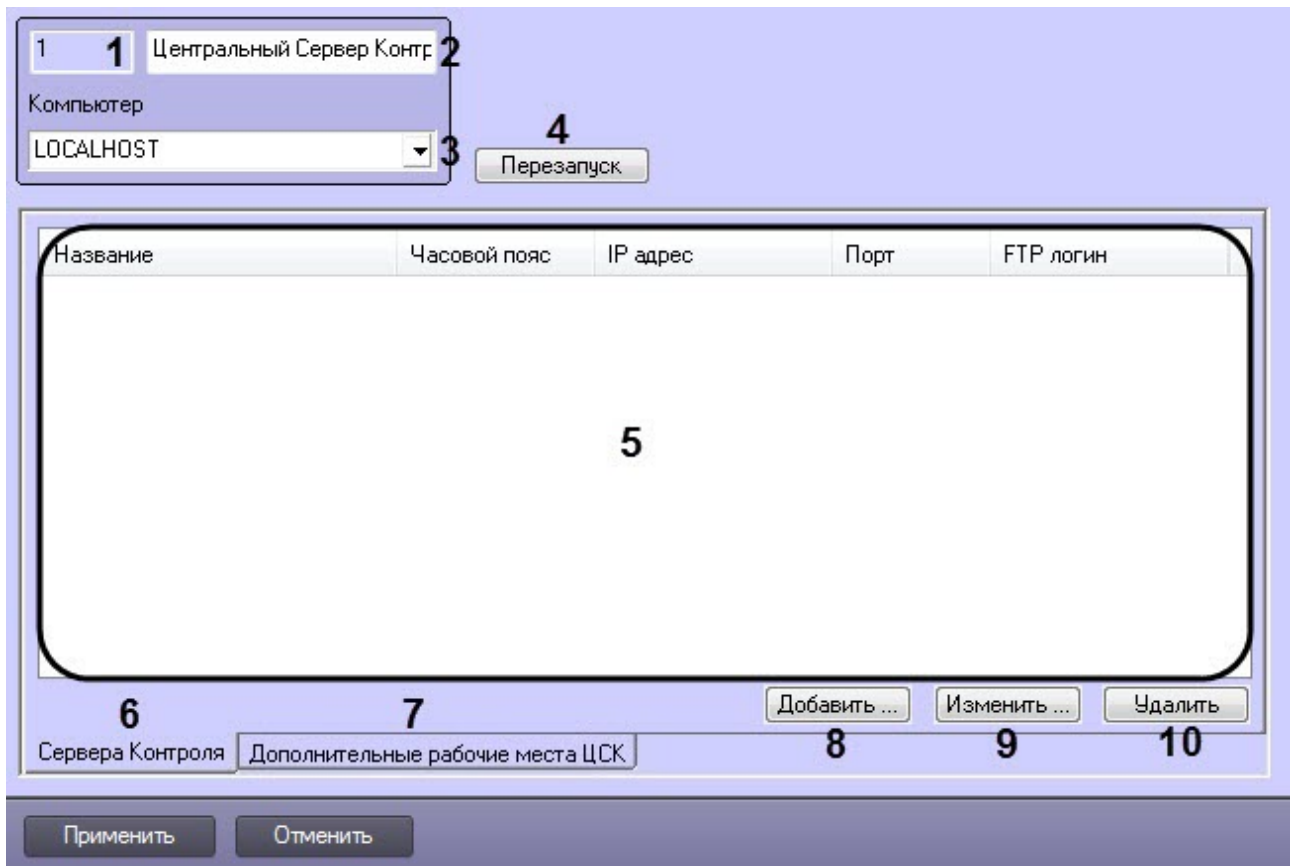 1 1 Центральный Сервер Контр 2
Компьютер
LOCALHOST 3
4
Перезапуск
Название Часовой пояс IP адрес Порт FTP логин
5
6 7 Добавить ... Изменить ... Удалить
Сервера Контроля Дополнительные рабочие места ЦСК 8 9 10
Применить Отменить